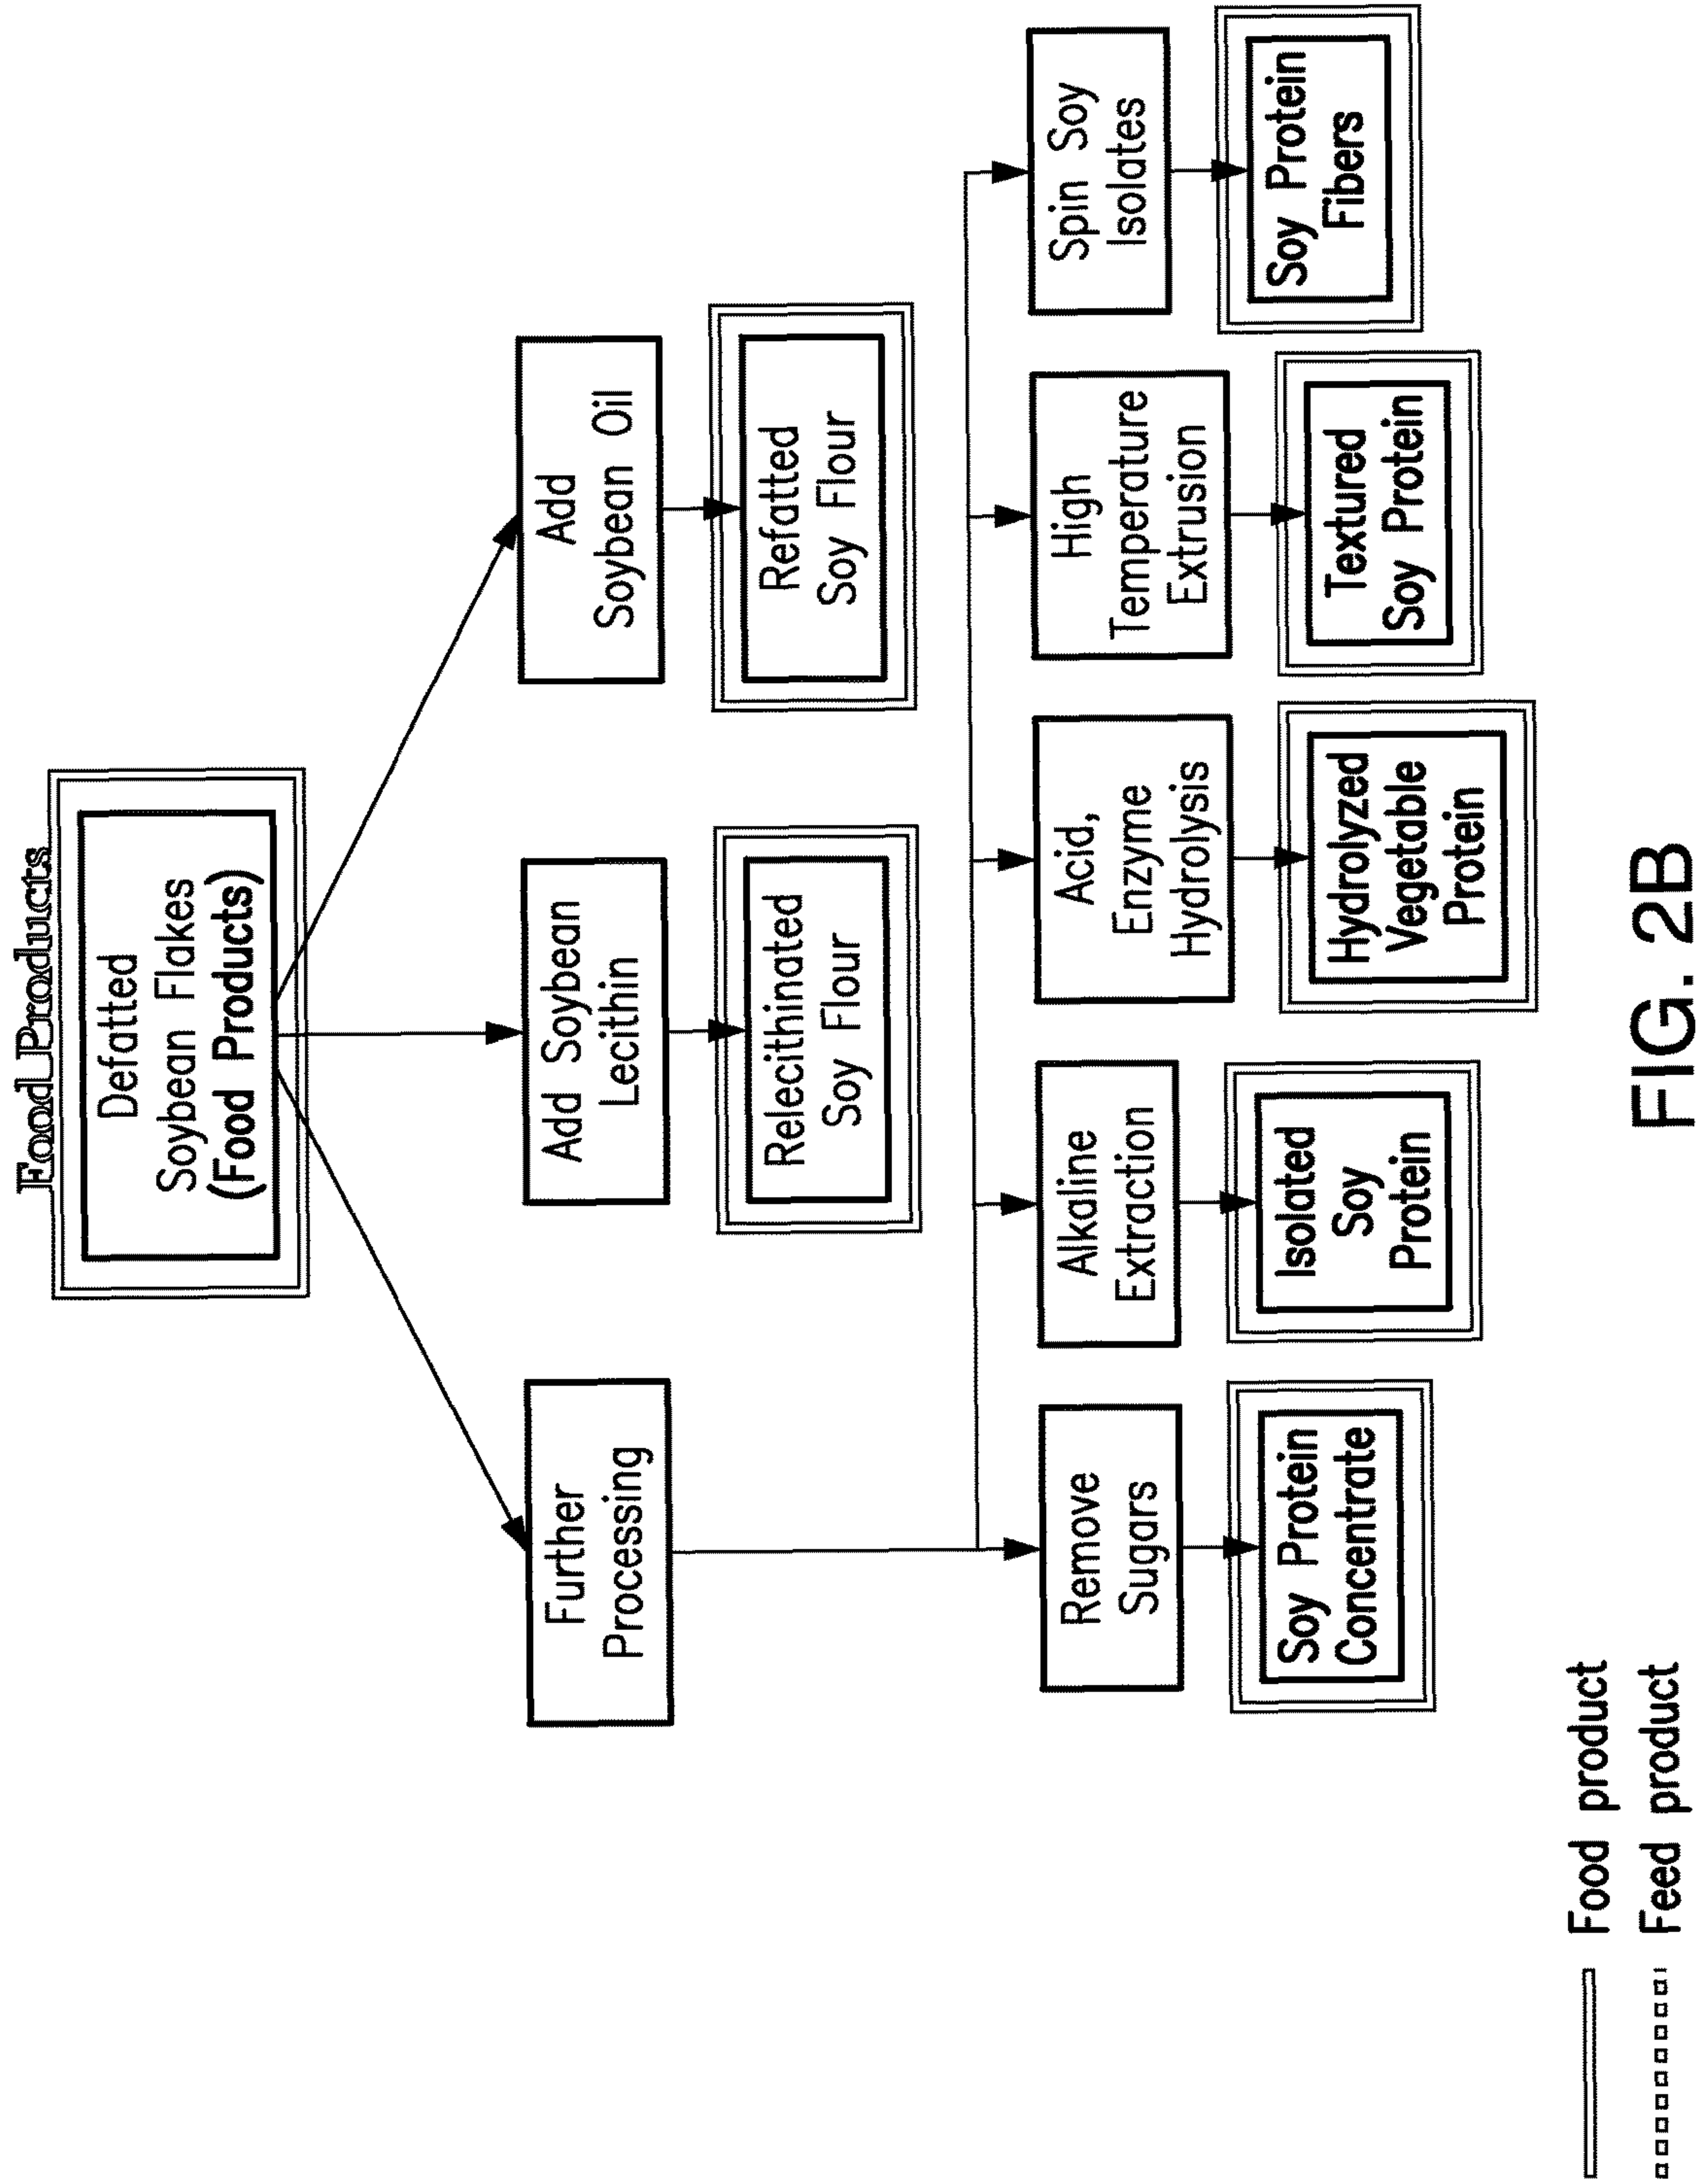 Food Products
Defatted
Soybean Flakes
(Food Products)
Further
Processing
Add Soybean
Lecithin
Add
Soybean Oil
Relecithinated
Soy Flour
Refatted
Soy Flour
Remove
Sugars
Alkaline
Extraction
Acid,
Enzyme
Hydrolysis
High
Temperature
Extrusion
Spin Soy
Isolates
Soy Protein
Concentrate
Isolated
Soy
Protein
Hydrolyzed
Vegetable
Protein
Textured
Soy Protein
Soy Protein
Fibers
Food product
Feed product
FIG. 2B